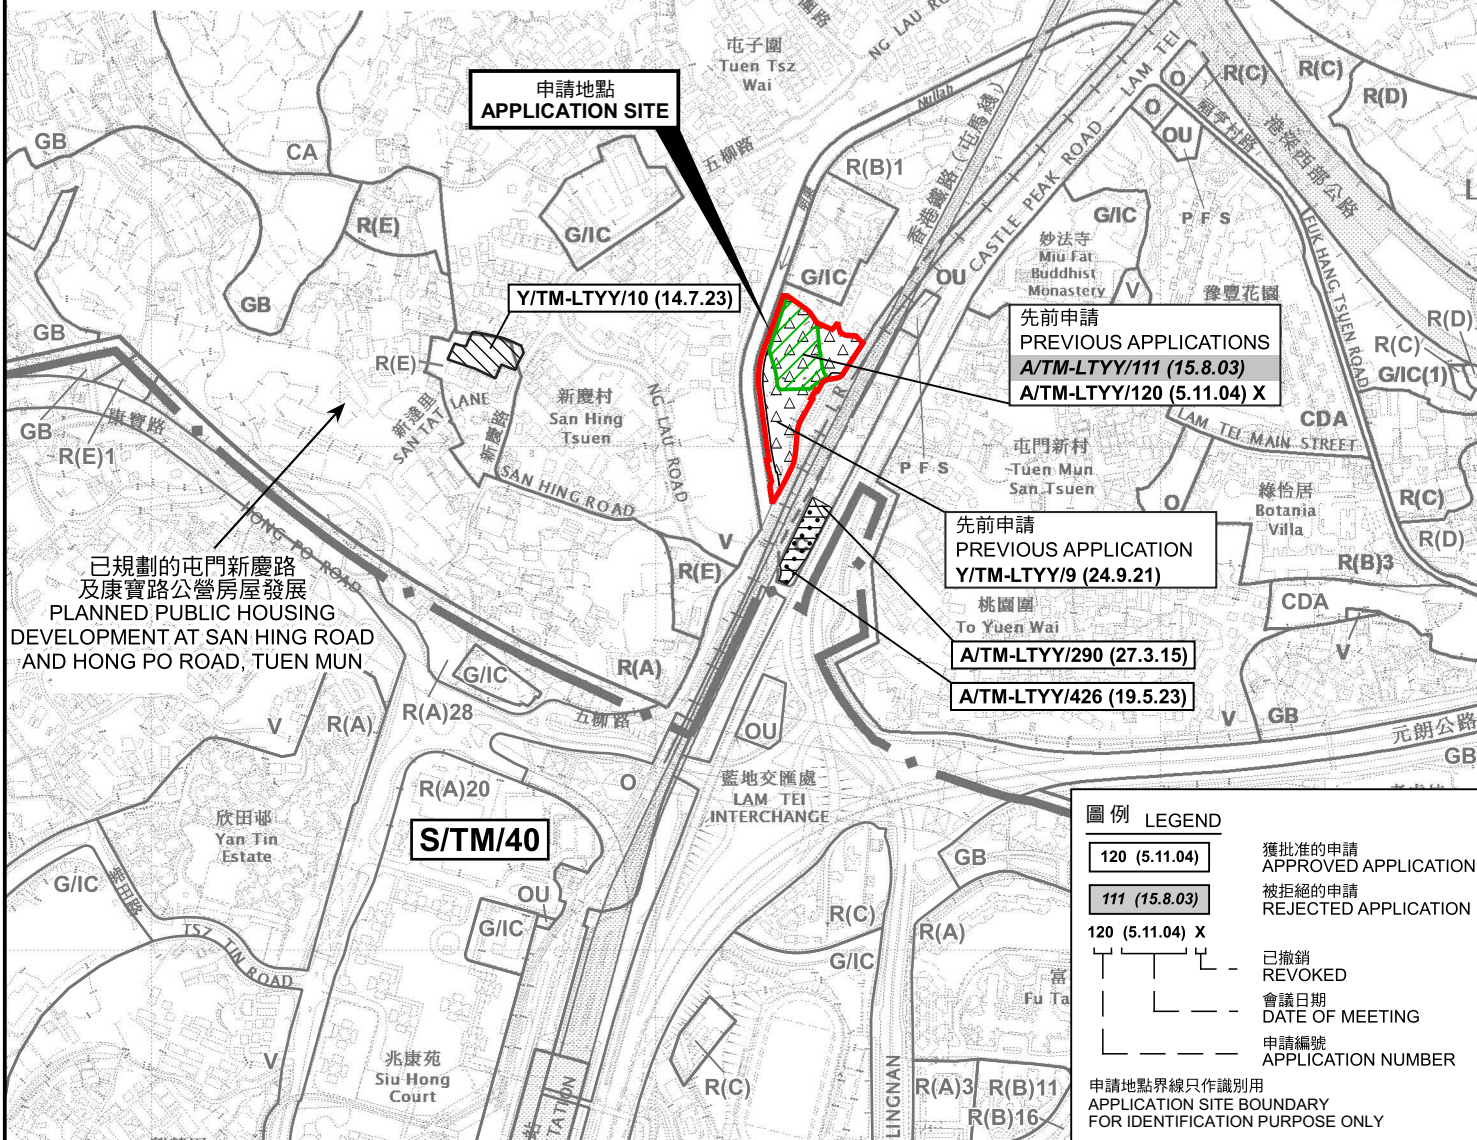 屯子圍
Tuen Tsz
Wai
NG LAU
申請地點
APPLICATION SITE
五柳路
Nullah
香港鐵路(屯馬綫)
CASTLE PEAK ROAD - LAM TEI
港深西部公路
福亨村路
FUK HANG TSUEN ROAD
GB
CA
R(E)
G/IC
GB
GB
R(B)1
G/IC
R(C)
R(C)
R(D)
O
O
OU
P F S
G/IC
妙法寺
Miu Fat
Buddhist
Monastery
V
OU
豫豐花園
R(D)
R(C)
G/IC(1)
Y/TM-LTYY/10 (14.7.23)
R(E)
先前申請
PREVIOUS APPLICATIONS
A/TM-LTYY/111 (15.8.03)
A/TM-LTYY/120 (5.11.04) X
新慶村
San Hing
Tsuen
NG LAU ROAD
新達里
SAN TAT LANE
新慶路
SAN HING ROAD
康寶路
HONG PO ROAD
GB
R(E)1
L R
P F S
屯門新村
Tuen Mun
San Tsuen
LAM TEI MAIN STREET
CDA
O
綠怡居
Botania
Villa
R(C)
R(D)
R(B)3
CDA
V
先前申請
PREVIOUS APPLICATION
Y/TM-LTYY/9 (24.9.21)
桃園圍
To Yuen Wai
A/TM-LTYY/290 (27.3.15)
A/TM-LTYY/426 (19.5.23)
V
R(E)
已規劃的屯門新慶路
及康寶路公營房屋發展
PLANNED PUBLIC HOUSING
DEVELOPMENT AT SAN HING ROAD
AND HONG PO ROAD, TUEN MUN
G/IC
R(A)
R(A)28
五柳路
V
R(A)
OU
V
GB
元朗公路
GB
藍地交匯處
LAM TEI
INTERCHANGE
O
R(A)20
S/TM/40
欣田邨
Yan Tin
Estate
G/IC
紫田路
TSZ TIN ROAD
OU
G/IC
V
兆康苑
Siu Hong
Court
GB
R(C)
R(A)
G/IC
富
Fu Ta
R(C)
LINGNAN
R(A)3
R(B)11
R(B)16
圖例 LEGEND
120 (5.11.04)
獲批准的申請
APPROVED APPLICATION
111 (15.8.03)
被拒絕的申請
REJECTED APPLICATION
120 (5.11.04) X
已撤銷
REVOKED
會議日期
DATE OF MEETING
申請編號
APPLICATION NUMBER
申請地點界線只作識別用
APPLICATION SITE BOUNDARY
FOR IDENTIFICATION PURPOSE ONLY